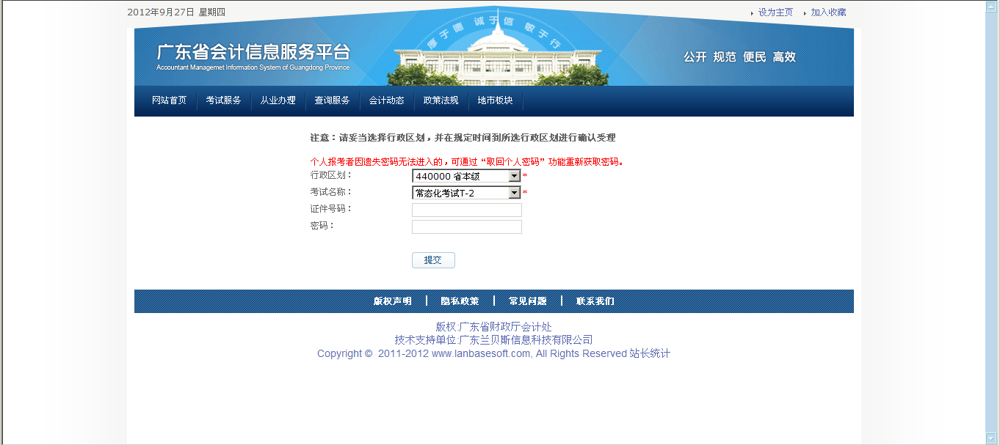 2012年9月27日 星期四
设为主页 加入收藏
厚于德 诚于信 敏于行
广东省会计信息服务平台
Accountant Managemet Information System of Guangdong Province
公开 规范 便民 高效
网站首页 考试服务 从业办理 查询服务 会计动态 政策法规 地市板块
注意：请妥当选择行政区划，并在规定时间到所选行政区划进行确认受理
个人报考者因遗失密码无法进入的，可通过“取回个人密码”功能重新获取密码。
行政区划： 440000 省本级 *
考试名称： 常态化考试T-2 *
证件号码：
密码：
提交
版权声明 | 隐私政策 | 常见问题 | 联系我们
版权:广东省财政厅会计处
技术支持单位:广东兰贝斯信息科技有限公司
Copyright © 2011-2012 www.lanbasesoft.com, All Rights Reserved 站长统计